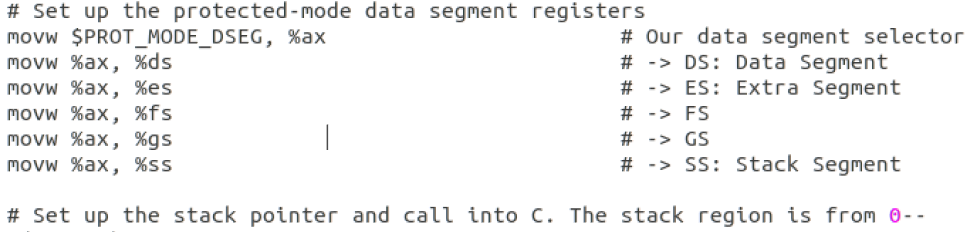 # Set up the protected-mode data segment registers
movw $PROT_MODE_DSEG, %ax # Our data segment selector
movw %ax, %ds # -> DS: Data Segment
movw %ax, %es # -> ES: Extra Segment
movw %ax, %fs # -> FS
movw %ax, %gs # -> GS
movw %ax, %ss # -> SS: Stack Segment
# Set up the stack pointer and call into C. The stack region is from 0--